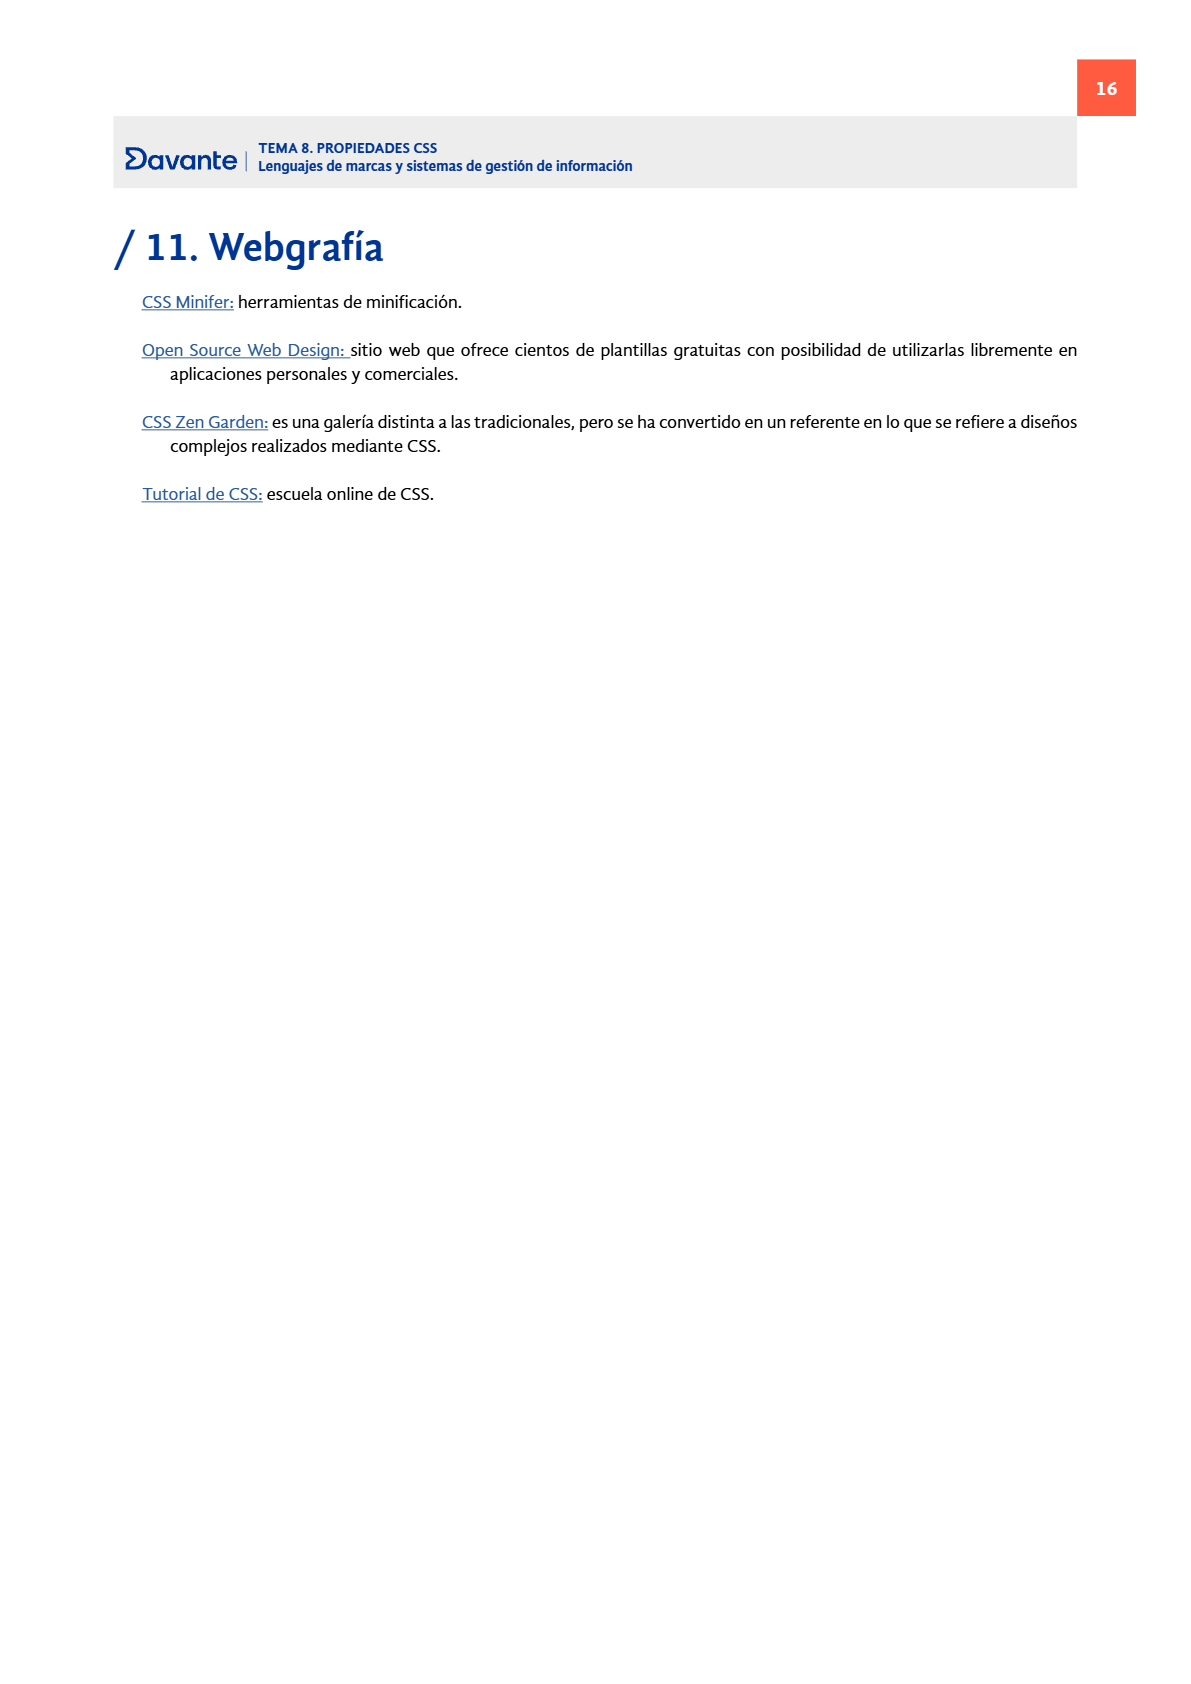 16
Davante
TEMA 8. PROPIEDADES CSS
Lenguajes de marcas y sistemas de gestión de información
/ 11. Webgrafía
CSS Minifer: herramientas de minificación.
Open Source Web Design: sitio web que ofrece cientos de plantillas gratuitas con posibilidad de utilizarlas libremente en
aplicaciones personales y comerciales.
CSS Zen Garden: es una galería distinta a las tradicionales, pero se ha convertido en un referente en lo que se refiere a diseños
complejos realizados mediante CSS.
Tutorial de CSS: escuela online de CSS.